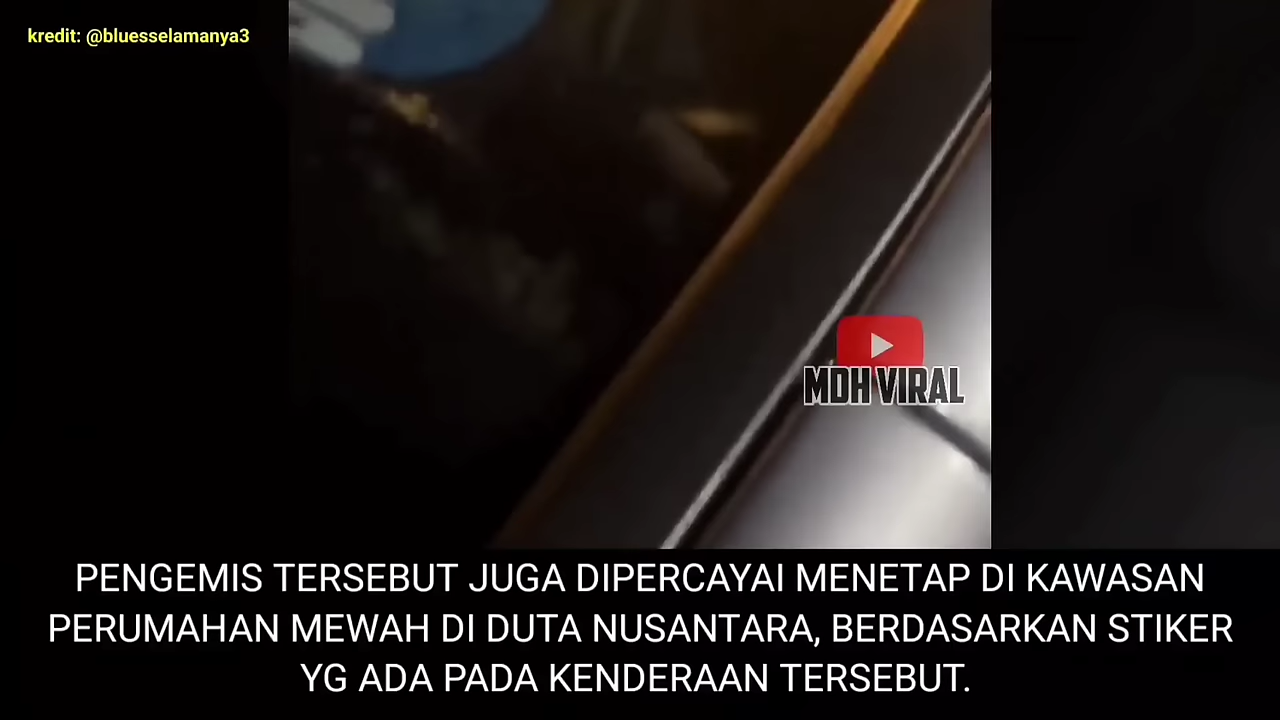 kredit: @bluesselamanya3
MDH VIRAL
PENGEMIS TERSEBUT JUGA DIPERCAYAI MENETAP DI KAWASAN
PERUMAHAN MEWAH DI DUTA NUSANTARA, BERDASARKAN STIKER
YG ADA PADA KENDERAAN TERSEBUT.